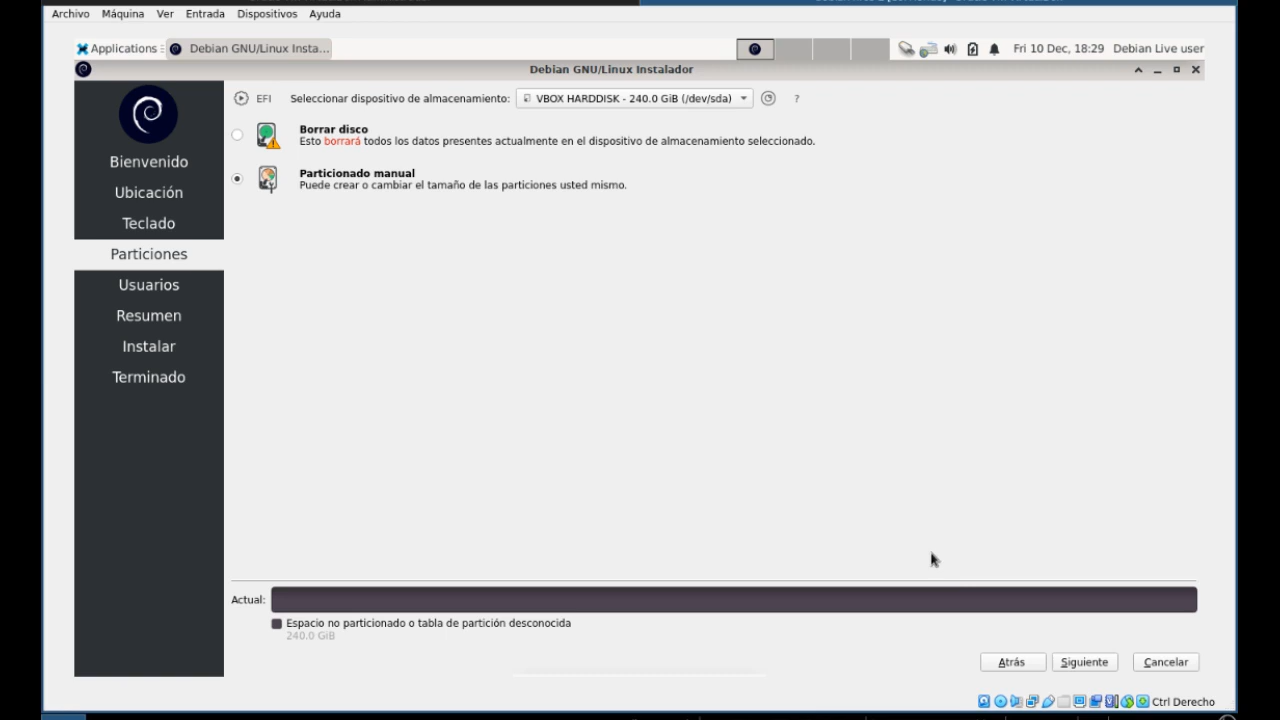 Archivo Máquina Ver Entrada Dispositivos Ayuda
Applications Debian GNU/Linux Insta... Fri 10 Dec, 18:29 Debian Live user
Debian GNU/Linux Instalador
EFI Seleccionar dispositivo de almacenamiento: VBOX HARDDISK - 240.0 GiB (/dev/sda) ?
Borrar disco
Esto borrará todos los datos presentes actualmente en el dispositivo de almacenamiento seleccionado.
Particionado manual
Puede crear o cambiar el tamaño de las particiones usted mismo.
Bienvenido
Ubicación
Teclado
Particiones
Usuarios
Resumen
Instalar
Terminado
Actual:
Espacio no particionado o tabla de partición desconocida
240.0 GiB
Atrás Siguiente Cancelar
Ctrl Derecho